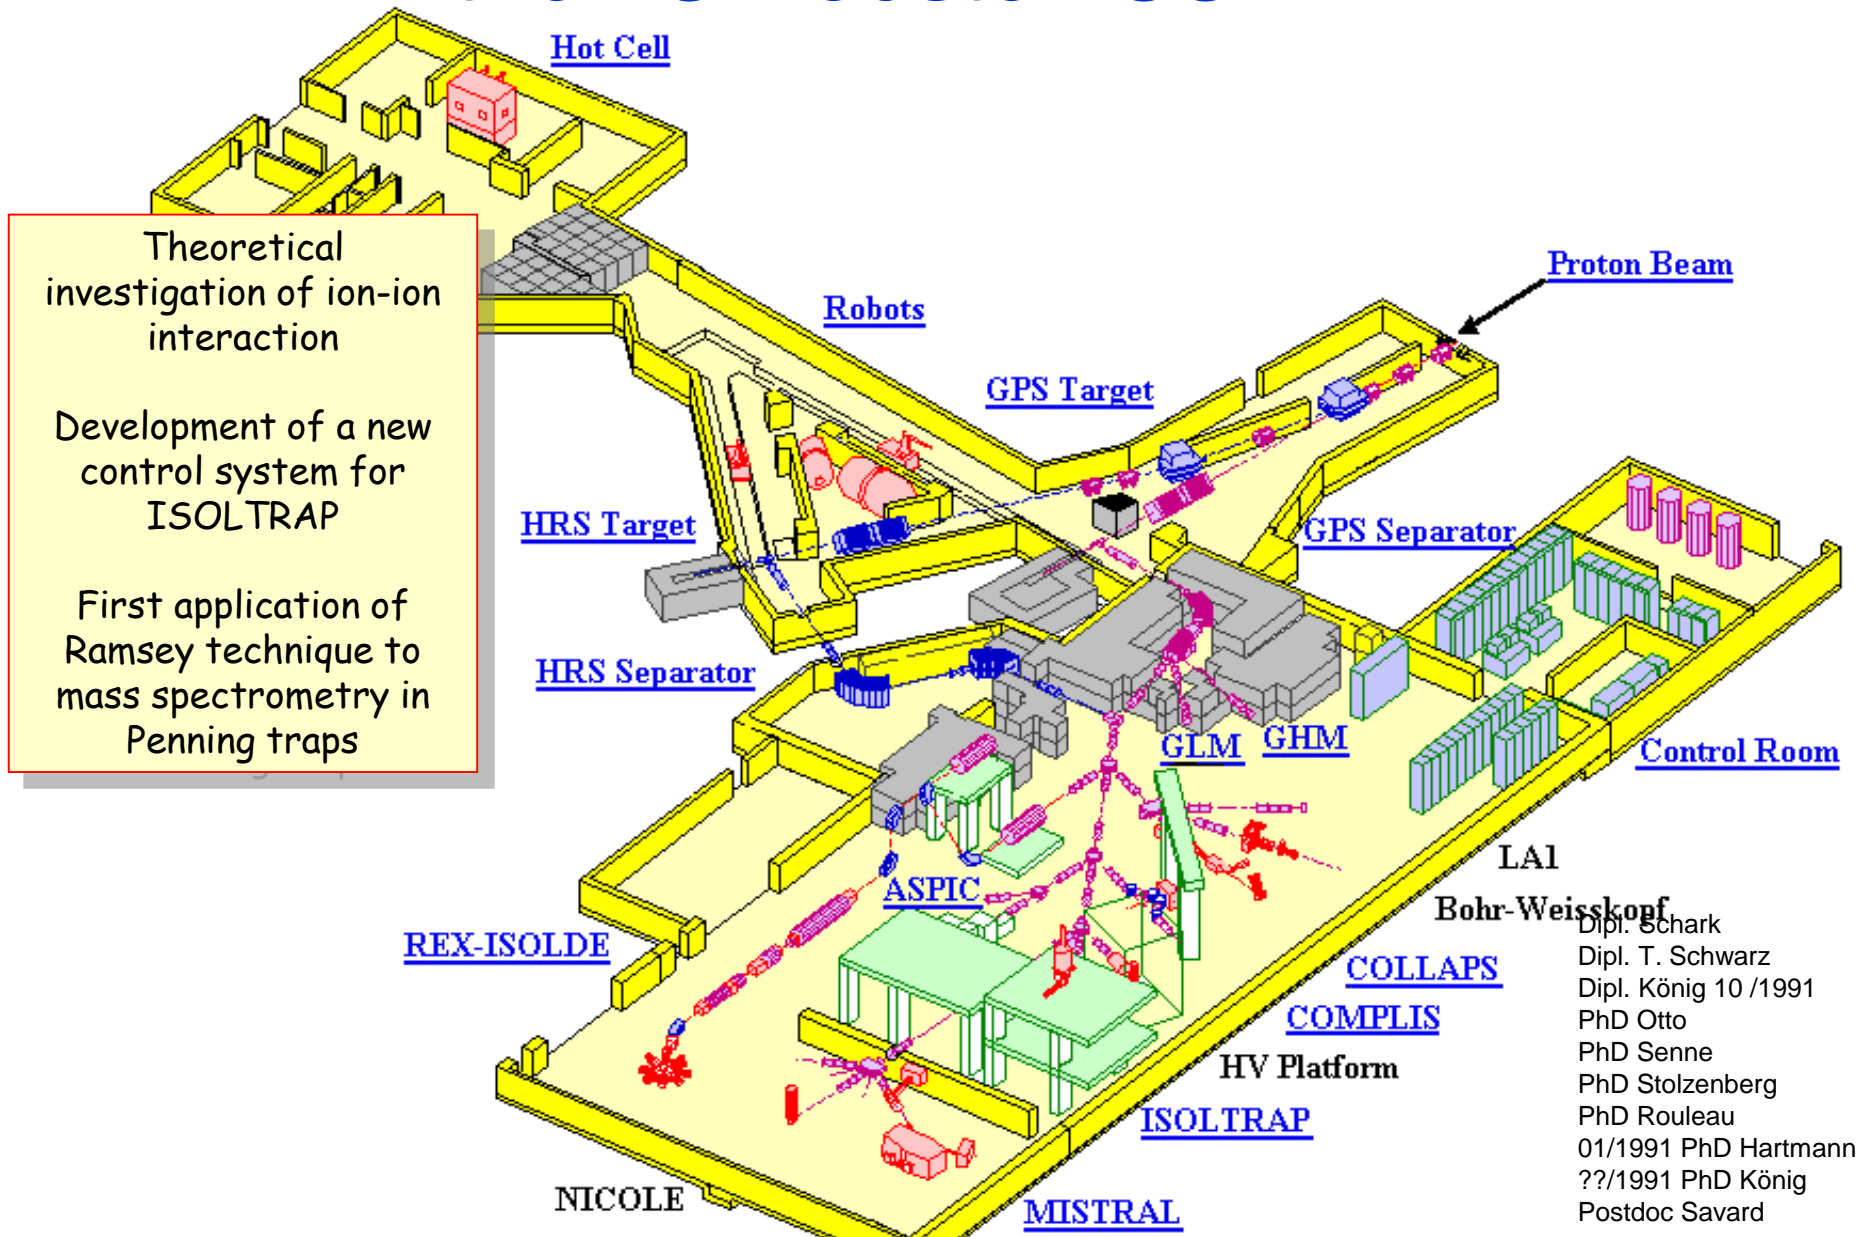 Hot Cell
Theoretical
investigation of ion-ion
interaction
Development of a new
control system for
ISOLTRAP
First application of
Ramsey technique to
mass spectrometry in
Penning traps
Proton Beam
Robots
GPS Target
HRS Target
GPS Separator
HRS Separator
GLM
GHM
Control Room
LA1
ASPIC
Bohr-Weisskopf
REX-ISOLDE
COLLAPS
COMPLIS
HV Platform
ISOLTRAP
NICOLE
MISTRAL
Dipl. Schark
Dipl. T. Schwarz
Dipl. König 10 /1991
PhD Otto
PhD Senne
PhD Stolzenberg
PhD Rouleau
01/1991 PhD Hartmann
??/1991 PhD König
Postdoc Savard